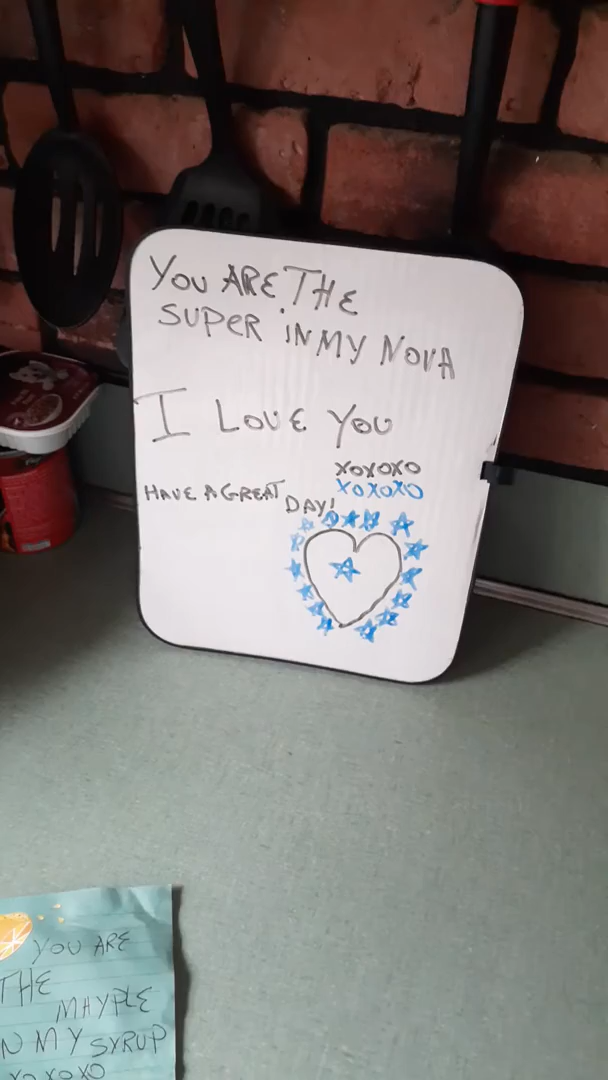 YOU ARE THE
SUPER iN MY NOVA
I LOVE YOU
XOXOXO
XOXOXO
HAVE A GREAT DAY!
YOU ARE
THE
MAYPLE
N MY SYRUP
XOXOXO